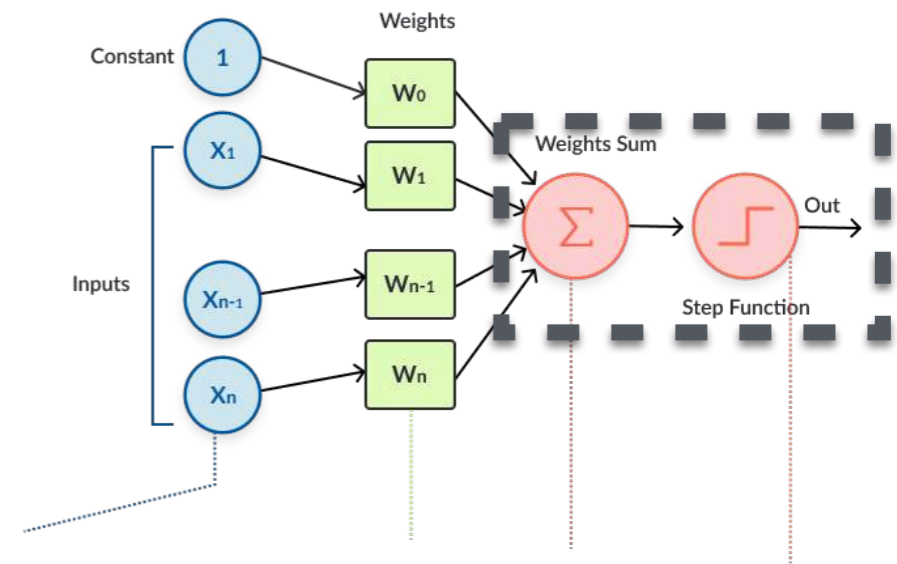 Weights
Constant
1
W0
X1
W1
Weights Sum
Σ
Out
Inputs
Xn-1
Wn-1
Step Function
Xn
Wn